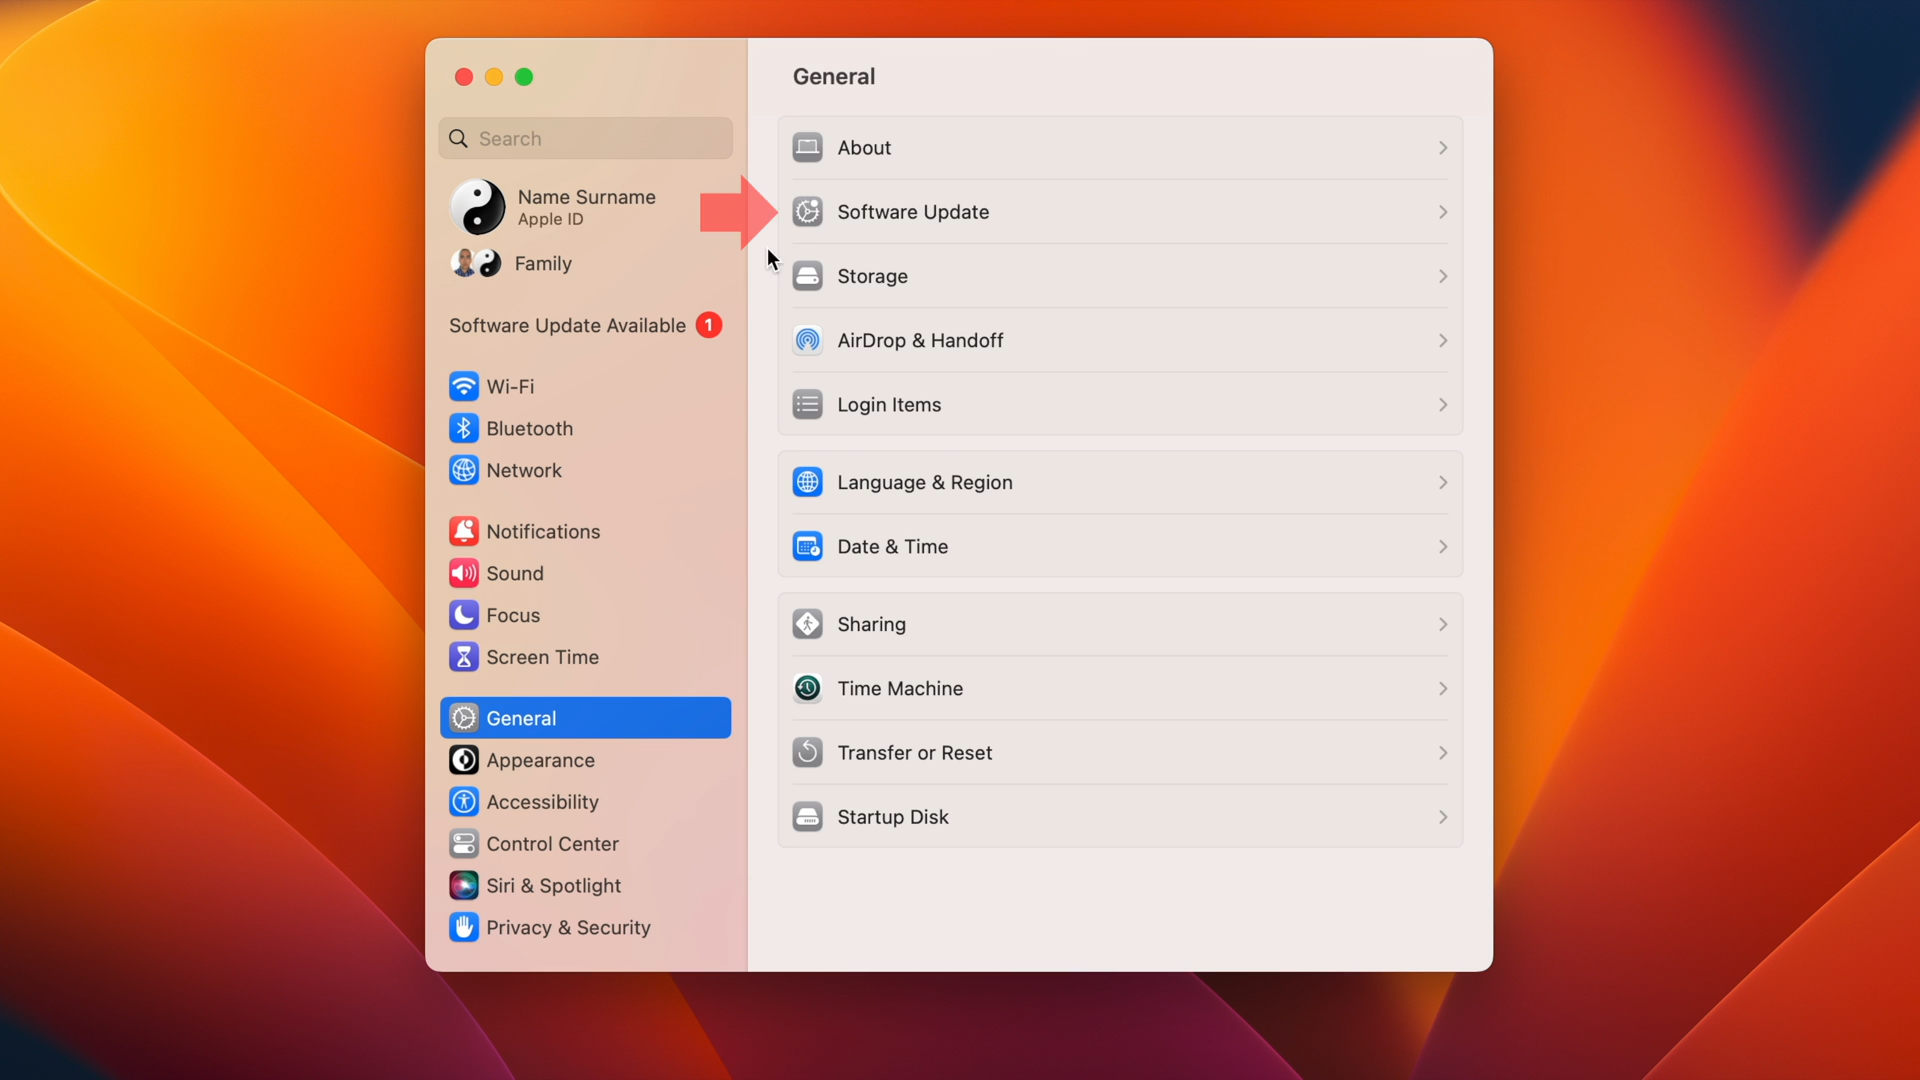 General
Search
Name Surname
Apple ID
Family
Software Update Available 1
Wi-Fi
Bluetooth
Network
Notifications
Sound
Focus
Screen Time
General
Appearance
Accessibility
Control Center
Siri & Spotlight
Privacy & Security
About
Software Update
Storage
AirDrop & Handoff
Login Items
Language & Region
Date & Time
Sharing
Time Machine
Transfer or Reset
Startup Disk